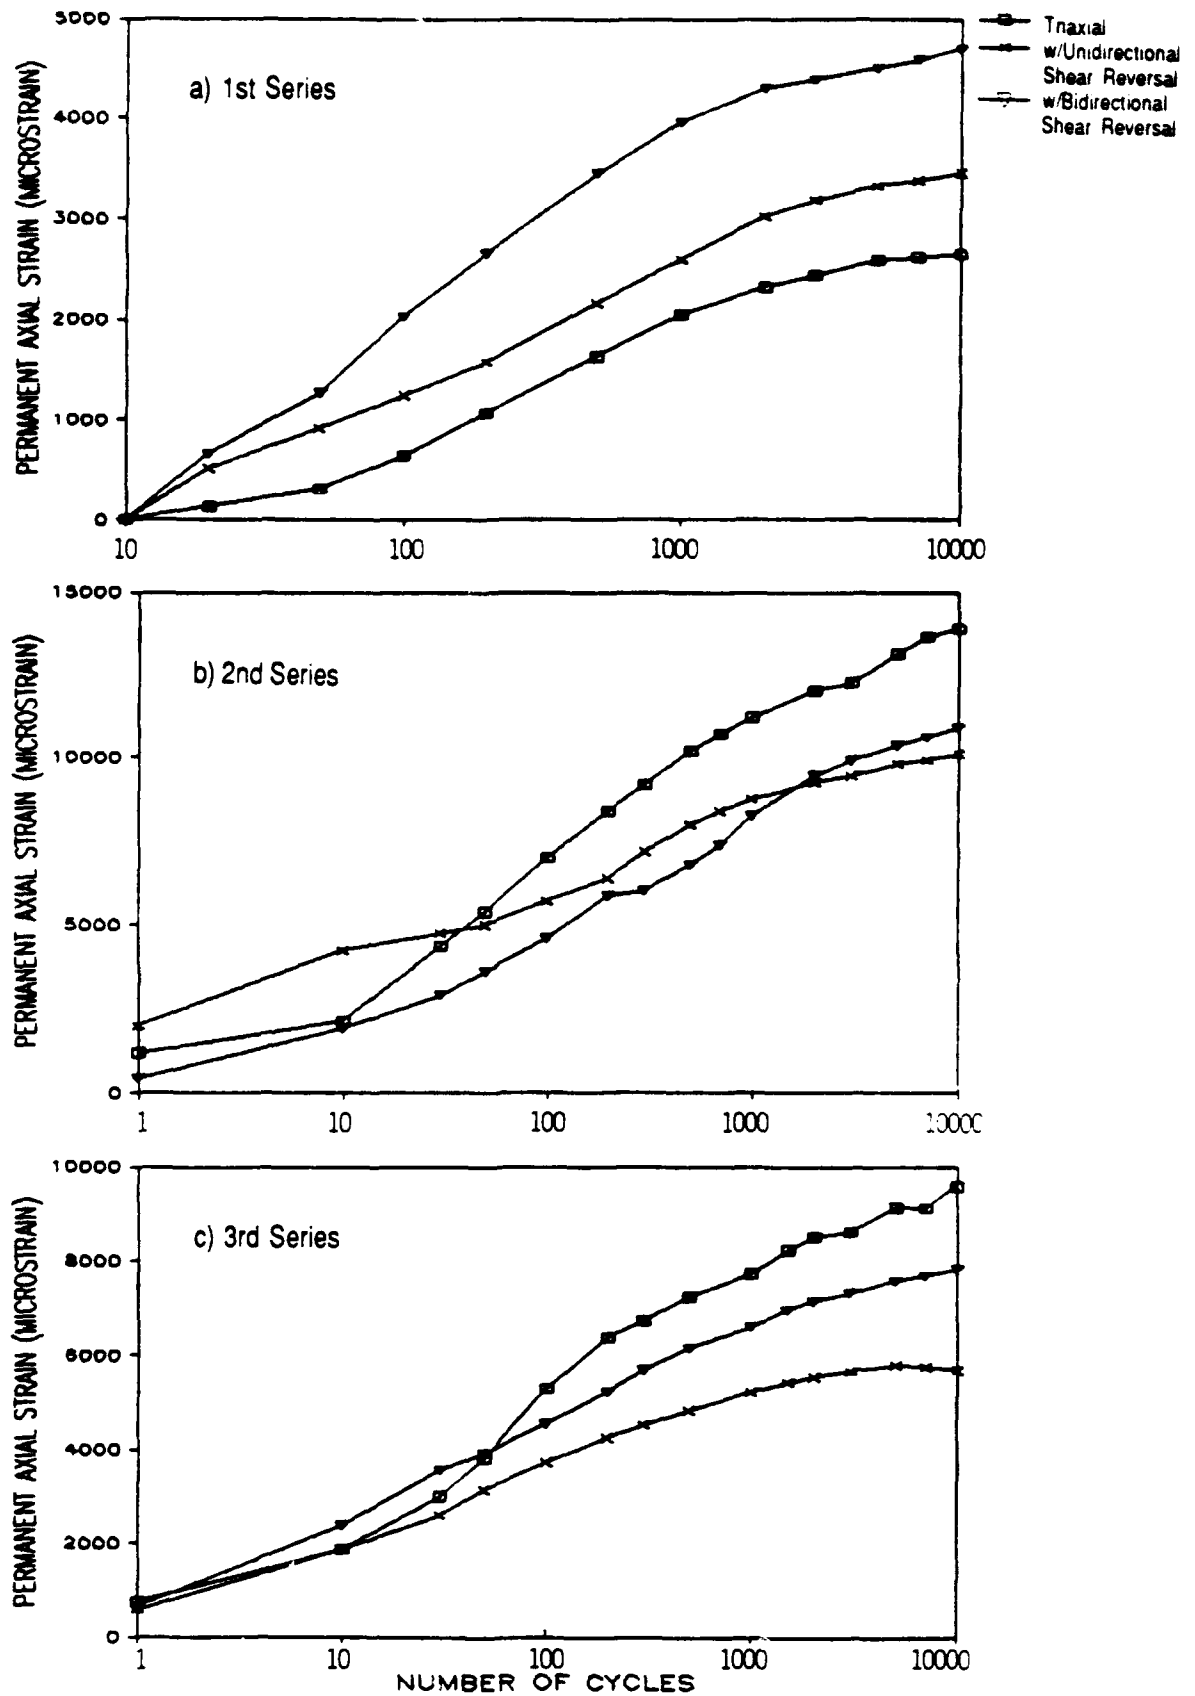 5000
4000
3000
2000
1000
0
PERMANENT AXIAL STRAIN (MICROSTRAIN)
a) 1st Series
10
100
1000
10000
Triaxial
w/Unidirectional
Shear Reversal
w/Bidirectional
Shear Reversal
15000
10000
5000
0
PERMANENT AXIAL STRAIN (MICROSTRAIN)
b) 2nd Series
1
10
100
1000
10000
10000
8000
6000
4000
2000
0
PERMANENT AXIAL STRAIN (MICROSTRAIN)
c) 3rd Series
1
10
100
1000
10000
NUMBER OF CYCLES